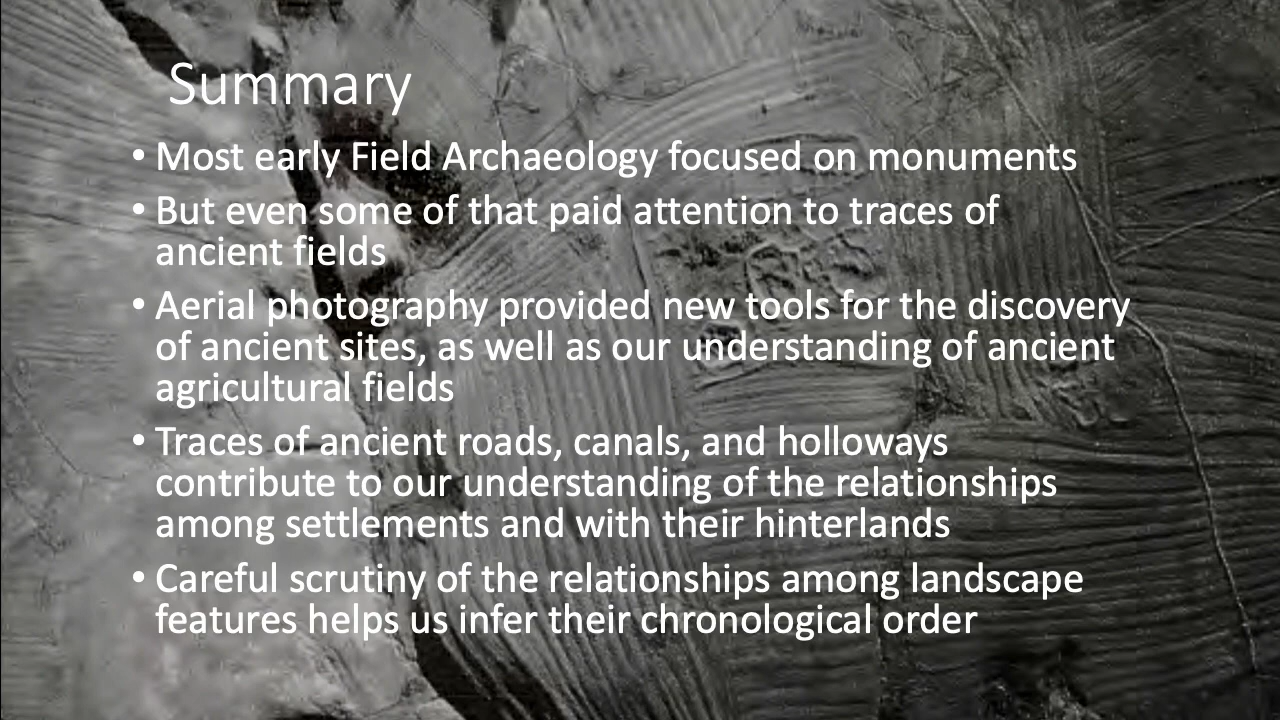 Summary
• Most early Field Archaeology focused on monuments
• But even some of that paid attention to traces of
ancient fields
• Aerial photography provided new tools for the discovery
of ancient sites, as well as our understanding of ancient
agricultural fields
• Traces of ancient roads, canals, and holloways
contribute to our understanding of the relationships
among settlements and with their hinterlands
• Careful scrutiny of the relationships among landscape
features helps us infer their chronological order